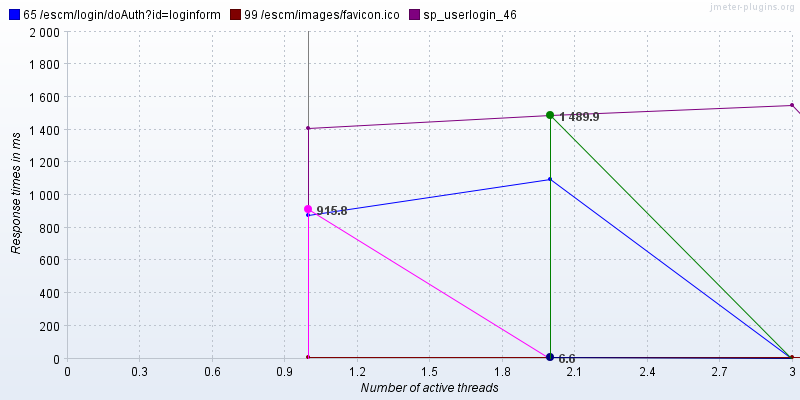 65 /escm/login/doAuth?id=loginform 99 /escm/images/favicon.ico sp_userlogin_46
jmeter-plugins.org
2 000
1 800
1 600
1 400
1 200
1 000
800
600
400
200
0
Response times in ms
1 489.9
915.8
6.6
0 0.3 0.6 0.9 1.2 1.5 1.8 2.1 2.4 2.7 3
Number of active threads